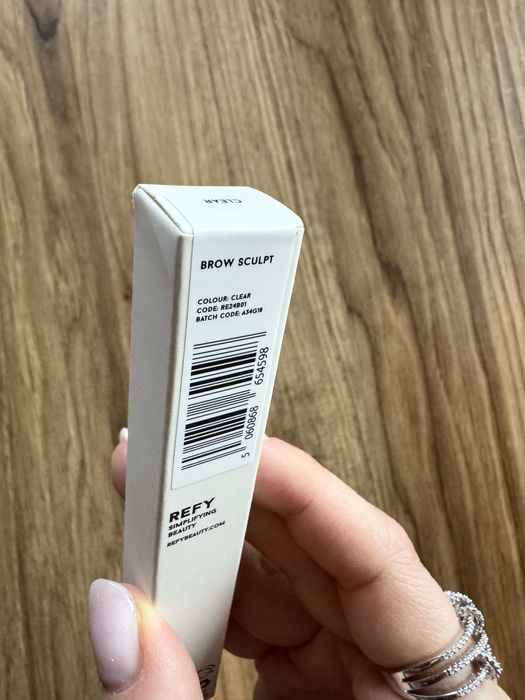 CLEAR
BROW SCULPT
COLOUR: CLEAR
CODE: RE24B01
BATCH CODE: A34G18
5 060868 654598
REFY
SIMPLIFYING
BEAUTY
REFYBEAUTY.COM